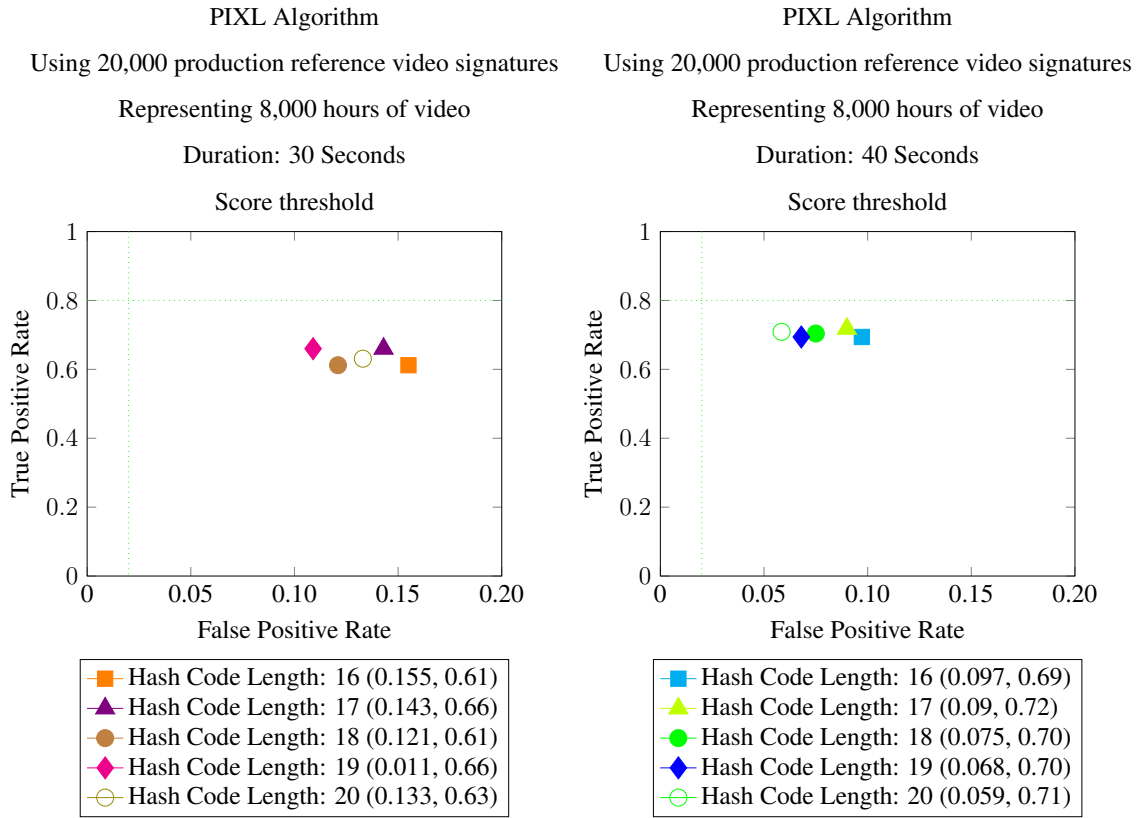 PIXL Algorithm
Using 20,000 production reference video signatures
Representing 8,000 hours of video
Duration: 30 Seconds
Score threshold
1
0.8
0.6
0.4
0.2
0
True Positive Rate
0 0.05 0.10 0.15 0.20
False Positive Rate
Hash Code Length: 16 (0.155, 0.61)
Hash Code Length: 17 (0.143, 0.66)
Hash Code Length: 18 (0.121, 0.61)
Hash Code Length: 19 (0.011, 0.66)
Hash Code Length: 20 (0.133, 0.63)
PIXL Algorithm
Using 20,000 production reference video signatures
Representing 8,000 hours of video
Duration: 40 Seconds
Score threshold
1
0.8
0.6
0.4
0.2
0
True Positive Rate
0 0.05 0.10 0.15 0.20
False Positive Rate
Hash Code Length: 16 (0.097, 0.69)
Hash Code Length: 17 (0.09, 0.72)
Hash Code Length: 18 (0.075, 0.70)
Hash Code Length: 19 (0.068, 0.70)
Hash Code Length: 20 (0.059, 0.71)